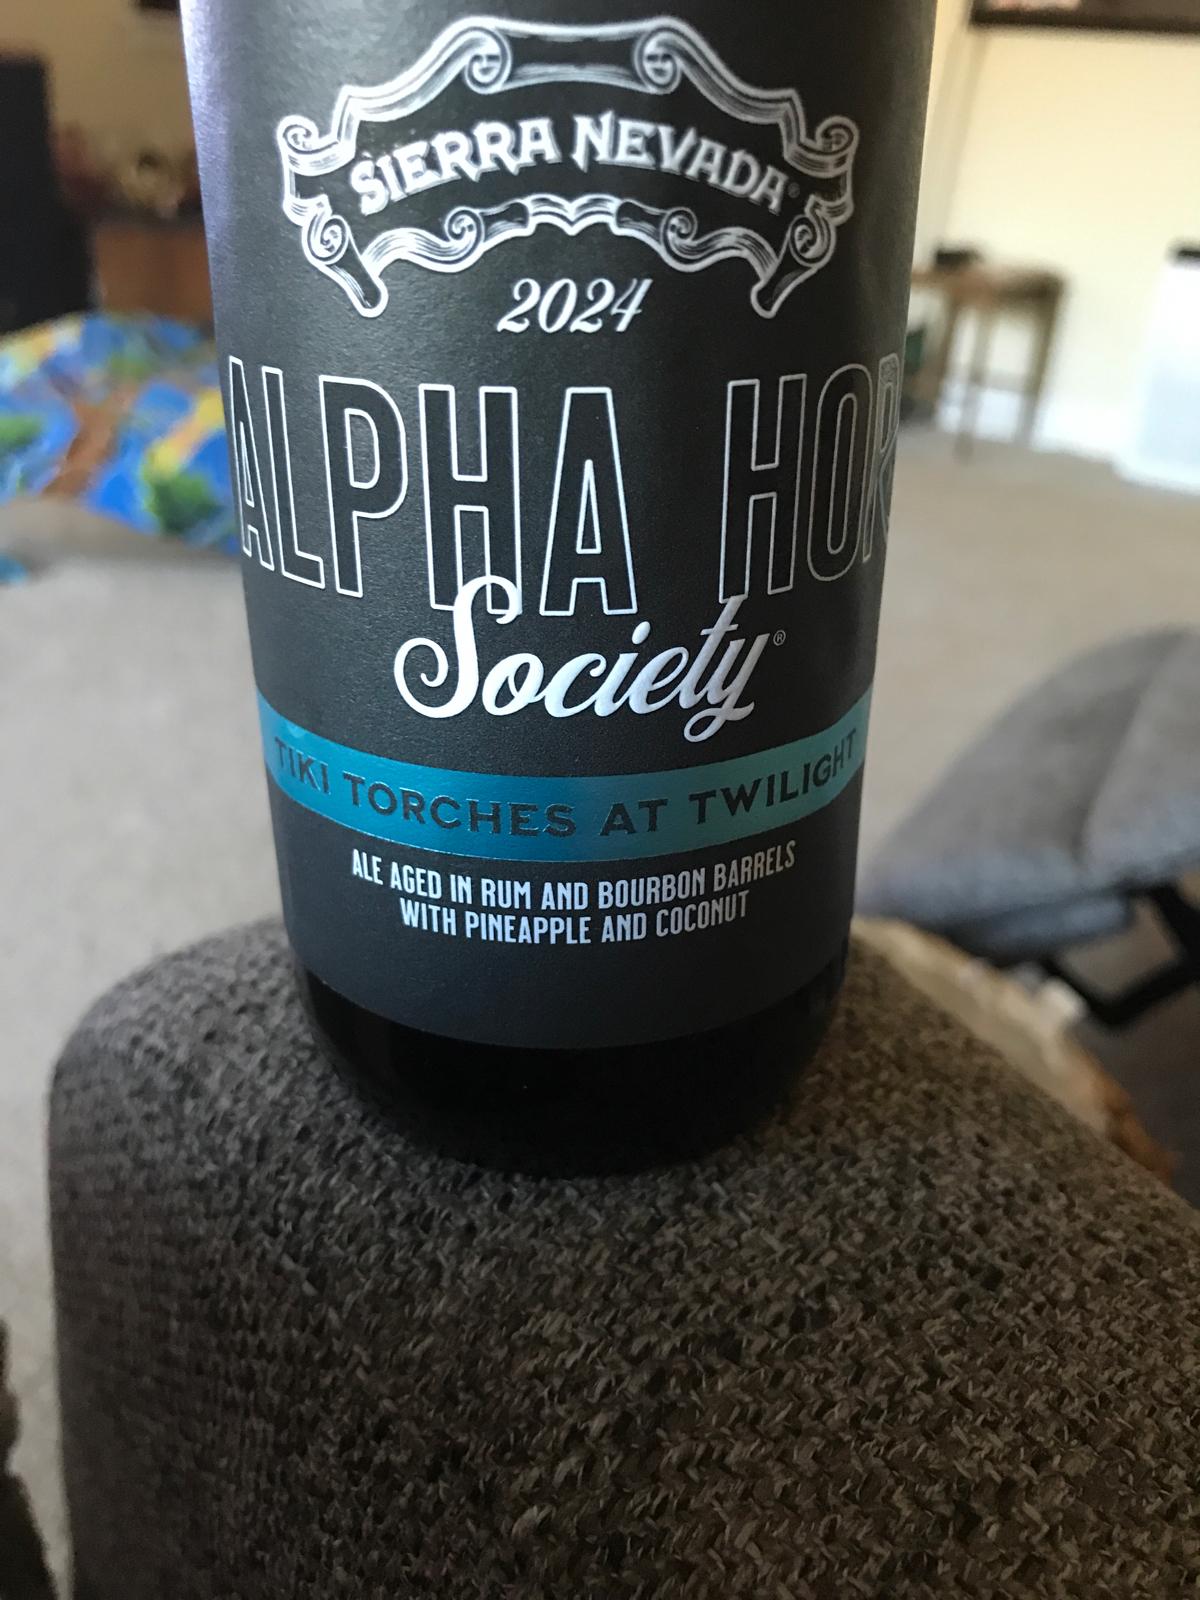 SIERRA NEVADA®
2024
ALPHA HOR
Society®
TIKI TORCHES AT TWILIGHT
ALE AGED IN RUM AND BOURBON BARRELS
WITH PINEAPPLE AND COCONUT